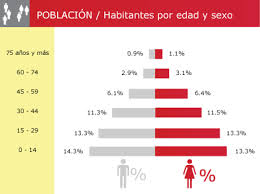 POBLACIÓN / Habitantes por edad y sexo
75 años y más 0.9% 1.1%
60 - 74 2.9% 3.1%
45 - 59 6.1% 6.4%
30 - 44 11.3% 11.5%
15 - 29 13.3% 13.3%
0 - 14 14.3% 13.3%
% %